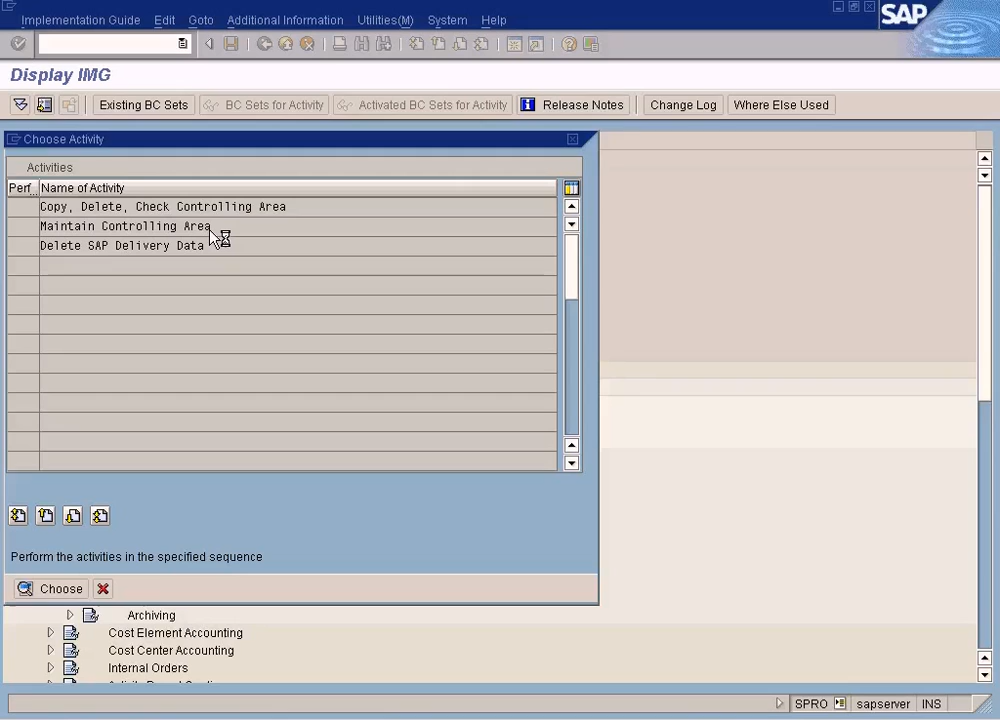 Implementation Guide Edit Goto Additional Information Utilities(M) System Help
SAP
Display IMG
Existing BC Sets BC Sets for Activity Activated BC Sets for Activity Release Notes Change Log Where Else Used
Choose Activity
Activities
Perf... Name of Activity
Copy, Delete, Check Controlling Area
Maintain Controlling Area
Delete SAP Delivery Data
Perform the activities in the specified sequence
Choose
Archiving
Cost Element Accounting
Cost Center Accounting
Internal Orders
SPRO sapserver INS